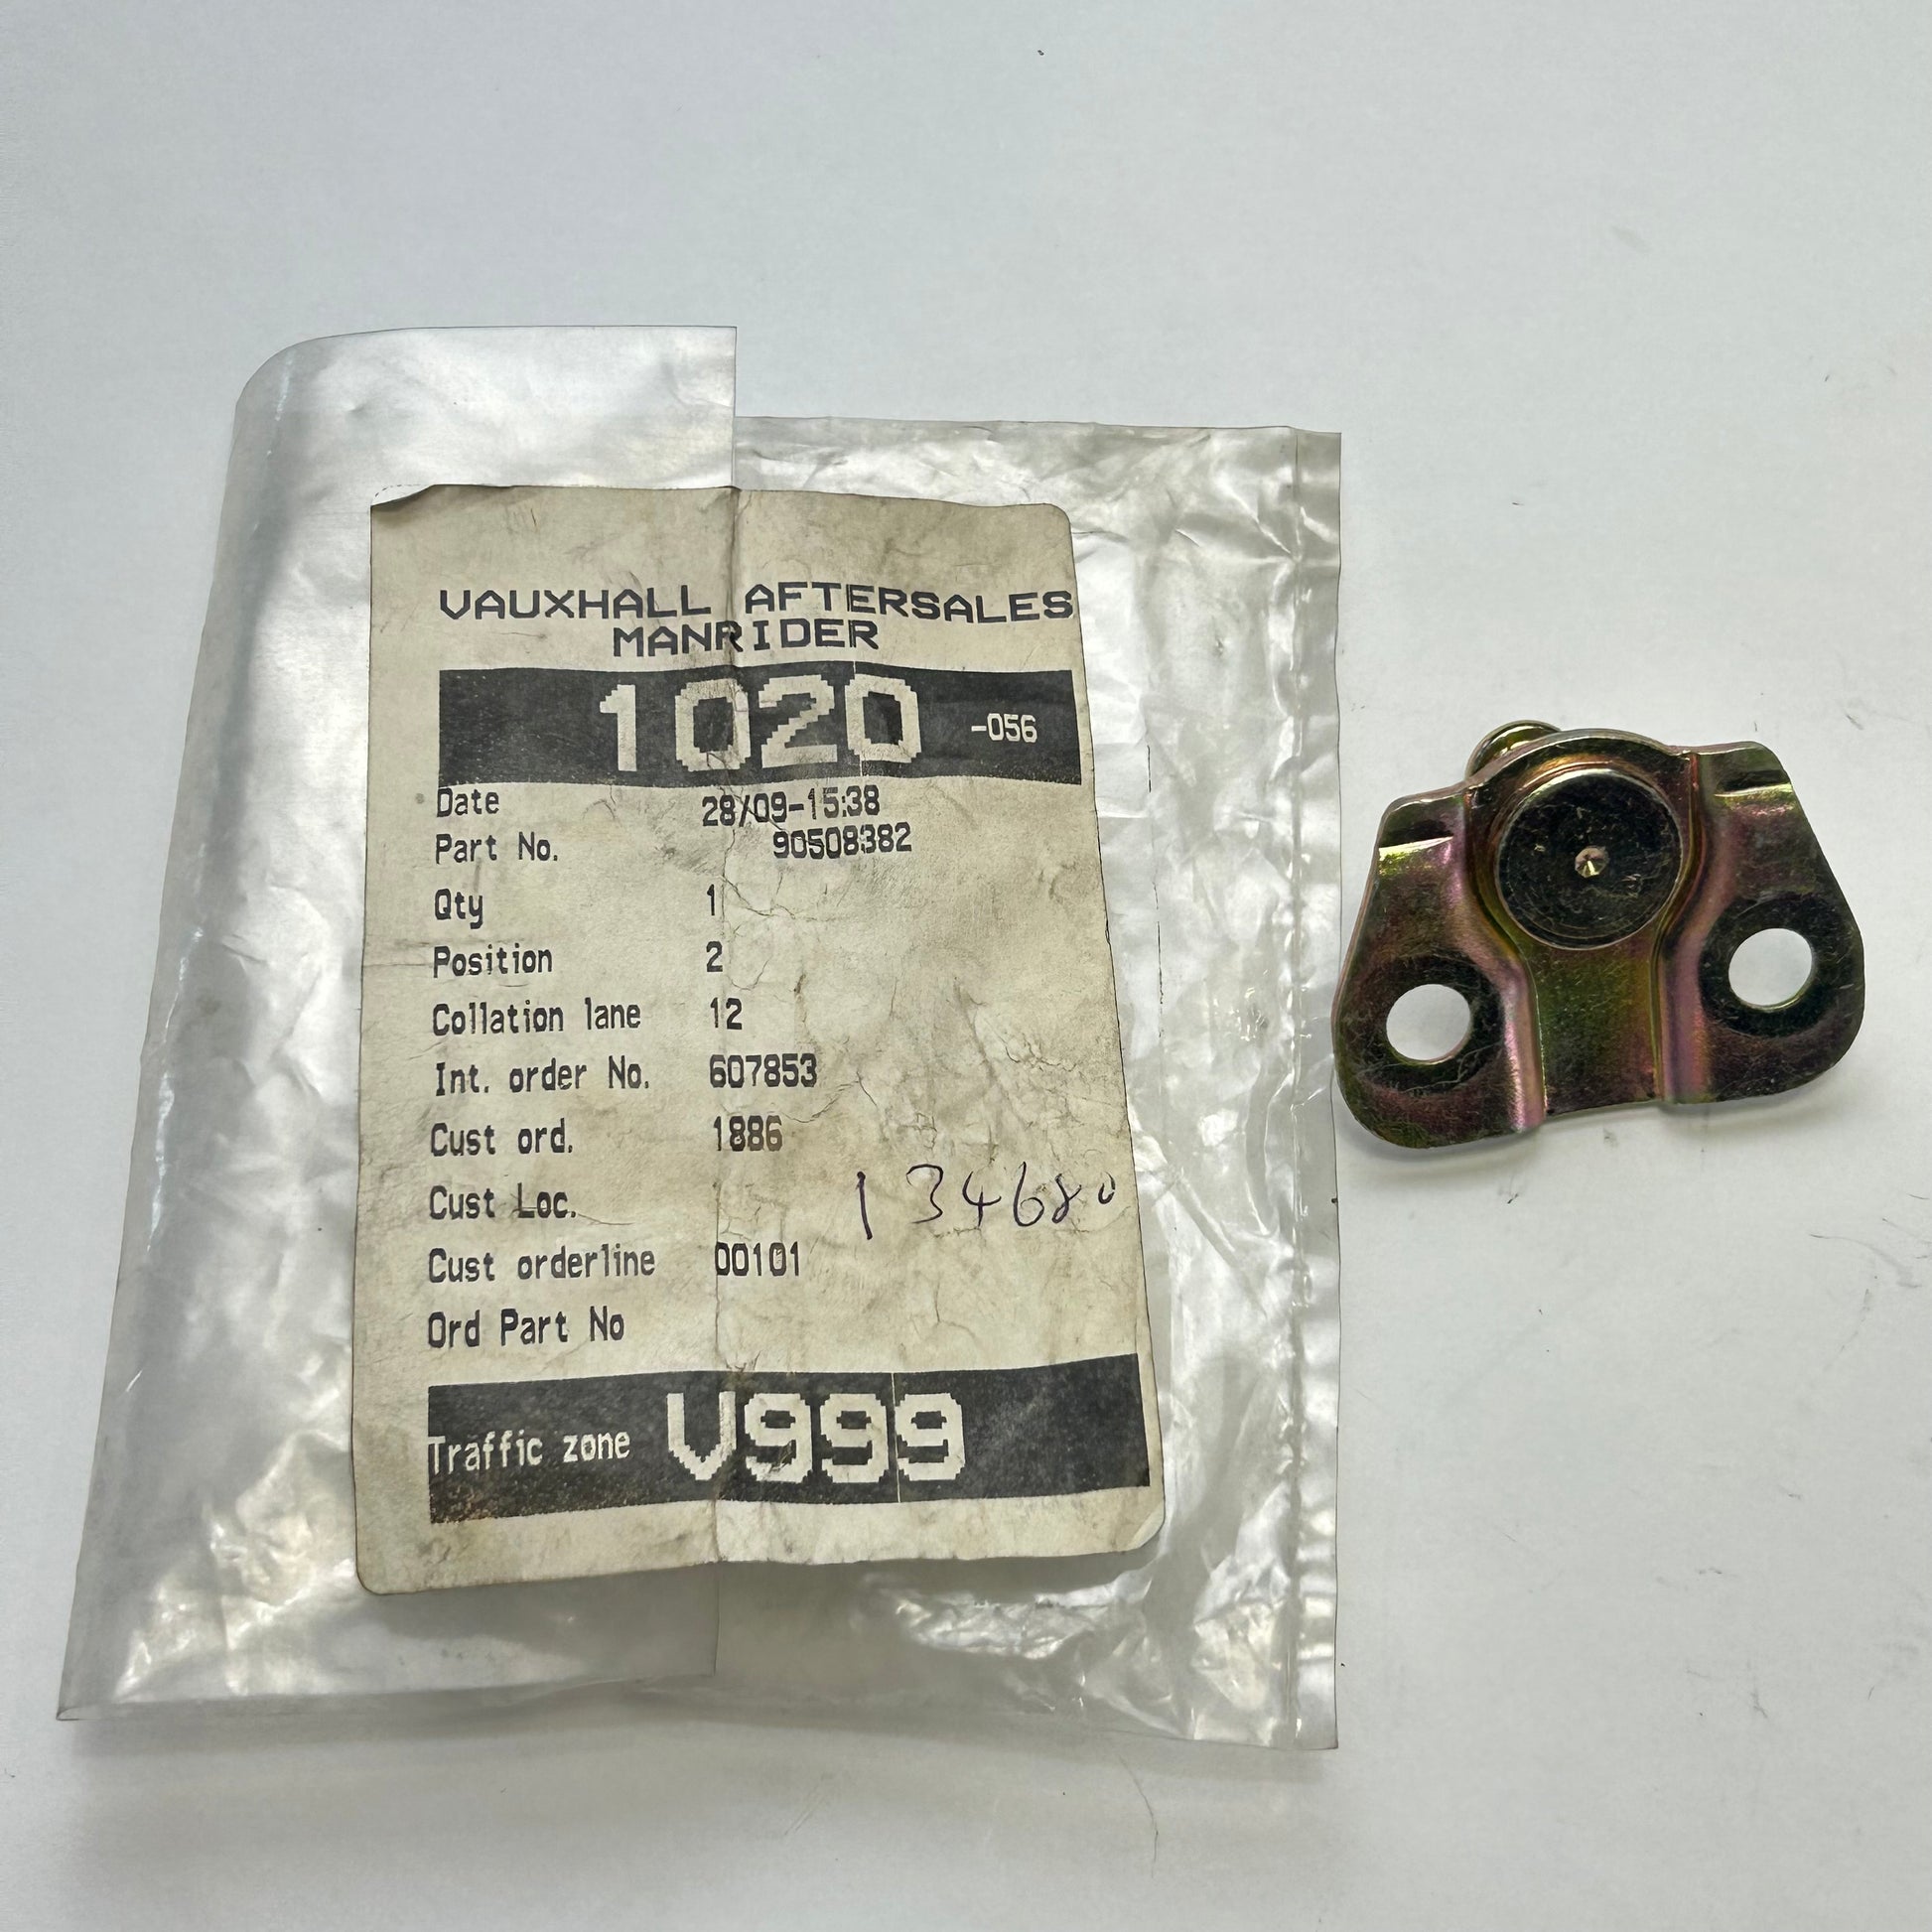 VAUXHALL AFTERSALES
MANRIDER
1020 -056
Date 28/09-15:38
Part No. 90508382
Qty 1
Position 2
Collation lane 12
Int. order No. 607853
Cust ord. 1886
Cust Loc. 134680
Cust orderline 00101
Ord Part No
Traffic zone V999